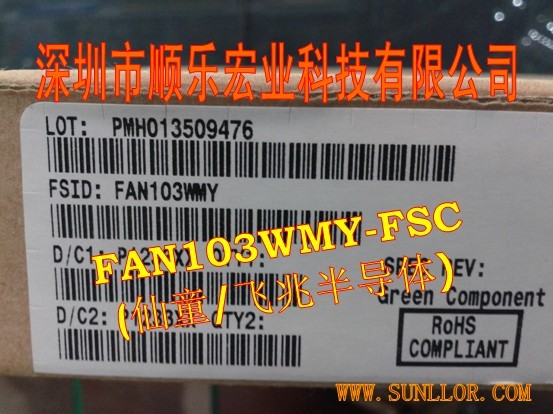 深圳市顺乐宏业科技有限公司
LOT: PMH013509476
FSID: FAN103WMY
FAN103WMY-FSC
D/C1:
REV:
(仙童/飞兆半导体)
Green Component
D/C2: QTY2:
RoHS
COMPLIANT
WWW.SUNLLOR.COM